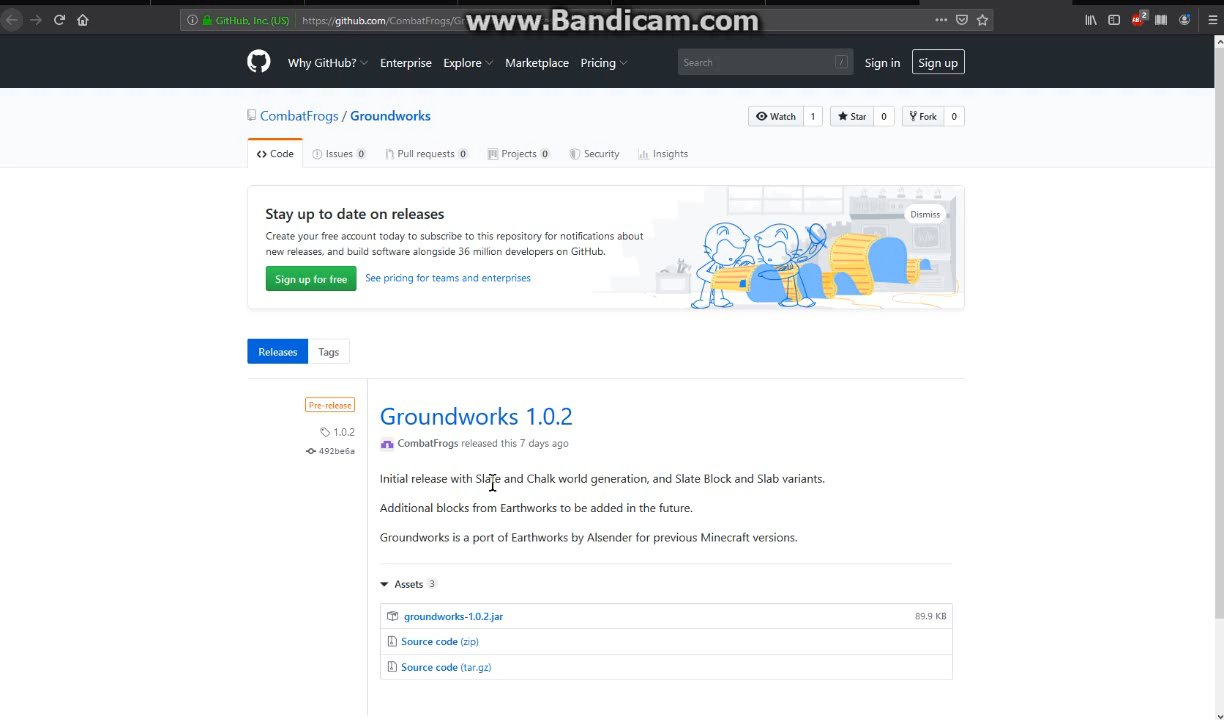 GitHub, Inc. (US)
https://github.com/CombatFrogs/Gr
www.Bandicam.com
2
Why GitHub?
Enterprise
Explore
Marketplace
Pricing
Search
/
Sign in
Sign up
CombatFrogs / Groundworks
Watch 1
Star 0
Fork 0
Code
Issues 0
Pull requests 0
Projects 0
Security
Insights
Stay up to date on releases
Dismiss
Create your free account today to subscribe to this repository for notifications about
new releases, and build software alongside 36 million developers on GitHub.
Sign up for free
See pricing for teams and enterprises
Releases
Tags
Pre-release
1.0.2
492be6a
Groundworks 1.0.2
CombatFrogs released this 7 days ago
Initial release with Slate and Chalk world generation, and Slate Block and Slab variants.
Additional blocks from Earthworks to be added in the future.
Groundworks is a port of Earthworks by Alsender for previous Minecraft versions.
Assets 3
groundworks-1.0.2.jar
89.9 KB
Source code (zip)
Source code (tar.gz)